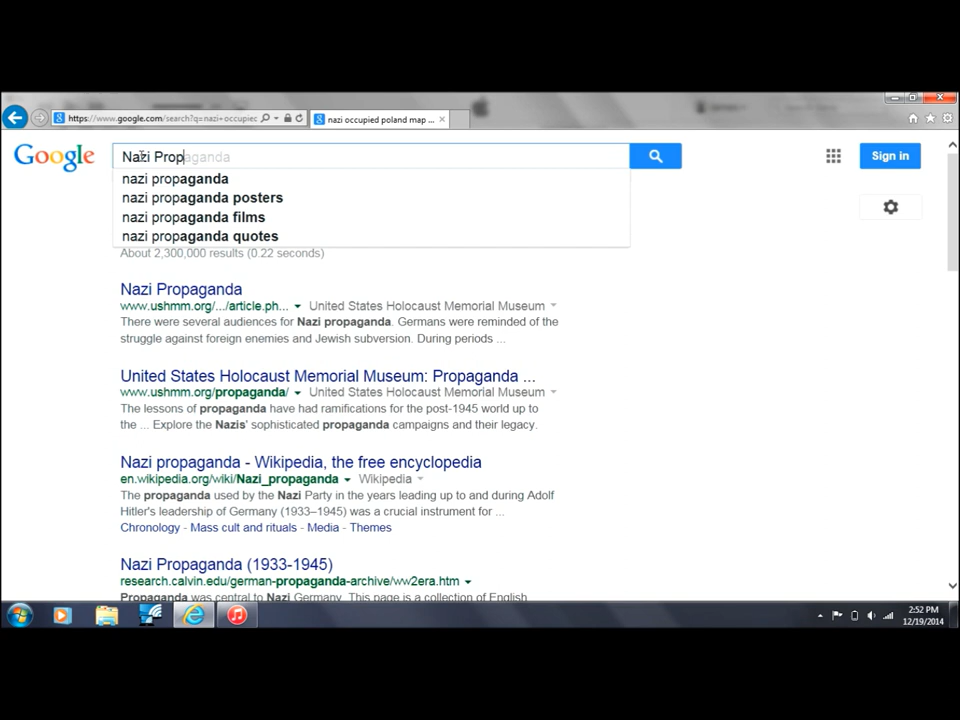 https://www.google.com/search?q=nazi+occupied
nazi occupied poland map ...
Google
Nazi Propaganda
Sign in
nazi propaganda
nazi propaganda posters
nazi propaganda films
nazi propaganda quotes
About 2,300,000 results (0.22 seconds)
Nazi Propaganda
www.ushmm.org/.../article.ph... United States Holocaust Memorial Museum
There were several audiences for Nazi propaganda. Germans were reminded of the
struggle against foreign enemies and Jewish subversion. During periods ...
United States Holocaust Memorial Museum: Propaganda ...
www.ushmm.org/propaganda/ United States Holocaust Memorial Museum
The lessons of propaganda have had ramifications for the post-1945 world up to
the ... Explore the Nazis' sophisticated propaganda campaigns and their legacy.
Nazi propaganda - Wikipedia, the free encyclopedia
en.wikipedia.org/wiki/Nazi_propaganda Wikipedia
The propaganda used by the Nazi Party in the years leading up to and during Adolf
Hitler's leadership of Germany (1933–1945) was a crucial instrument for ...
Chronology - Mass cult and rituals - Media - Themes
Nazi Propaganda (1933-1945)
research.calvin.edu/german-propaganda-archive/ww2era.htm
Propaganda was central to Nazi Germany. This page is a collection of English
2:52 PM
12/19/2014